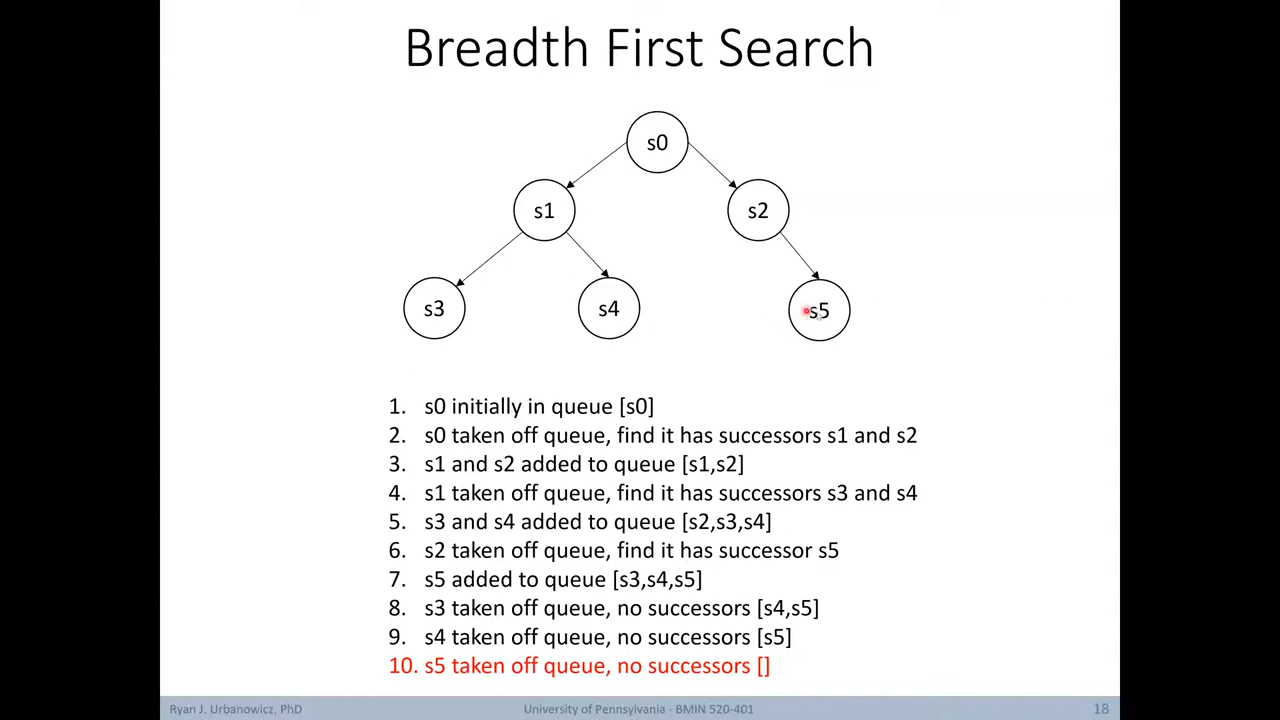 Breadth First Search
s0
s1
s2
s3
s4
s5
1. s0 initially in queue [s0]
2. s0 taken off queue, find it has successors s1 and s2
3. s1 and s2 added to queue [s1,s2]
4. s1 taken off queue, find it has successors s3 and s4
5. s3 and s4 added to queue [s2,s3,s4]
6. s2 taken off queue, find it has successor s5
7. s5 added to queue [s3,s4,s5]
8. s3 taken off queue, no successors [s4,s5]
9. s4 taken off queue, no successors [s5]
10. s5 taken off queue, no successors []
Ryan J. Urbanowicz, PhD
University of Pennsylvania - BMIN 520-401
18